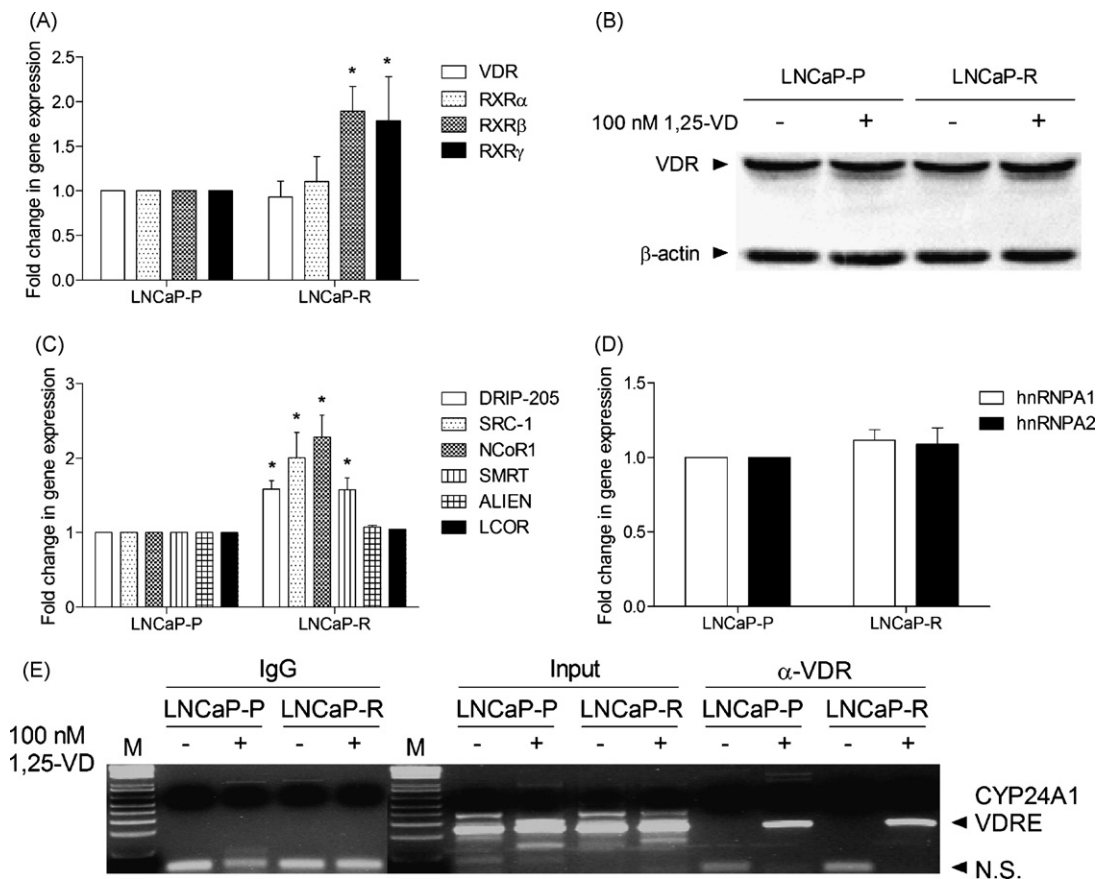 (A)
Fold change in gene expression
2.5
2.0
1.5
1.0
0.5
0.0
* *
LNCaP-P LNCaP-R
VDR
RXRα
RXRβ
RXRγ
(B)
LNCaP-P LNCaP-R
100 nM 1,25-VD - + - +
VDR
β-actin
(C)
Fold change in gene expression
3
2
1
0
* * * *
LNCaP-P LNCaP-R
DRIP-205
SRC-1
NCoR1
SMRT
ALIEN
LCOR
(D)
Fold change in gene expression
1.5
1.0
0.5
0.0
LNCaP-P LNCaP-R
hnRNPA1
hnRNPA2
(E)
IgG Input α-VDR
LNCaP-P LNCaP-R LNCaP-P LNCaP-R LNCaP-P LNCaP-R
100 nM
1,25-VD
M - + - + M - + - + - + - +
CYP24A1
VDRE
N.S.